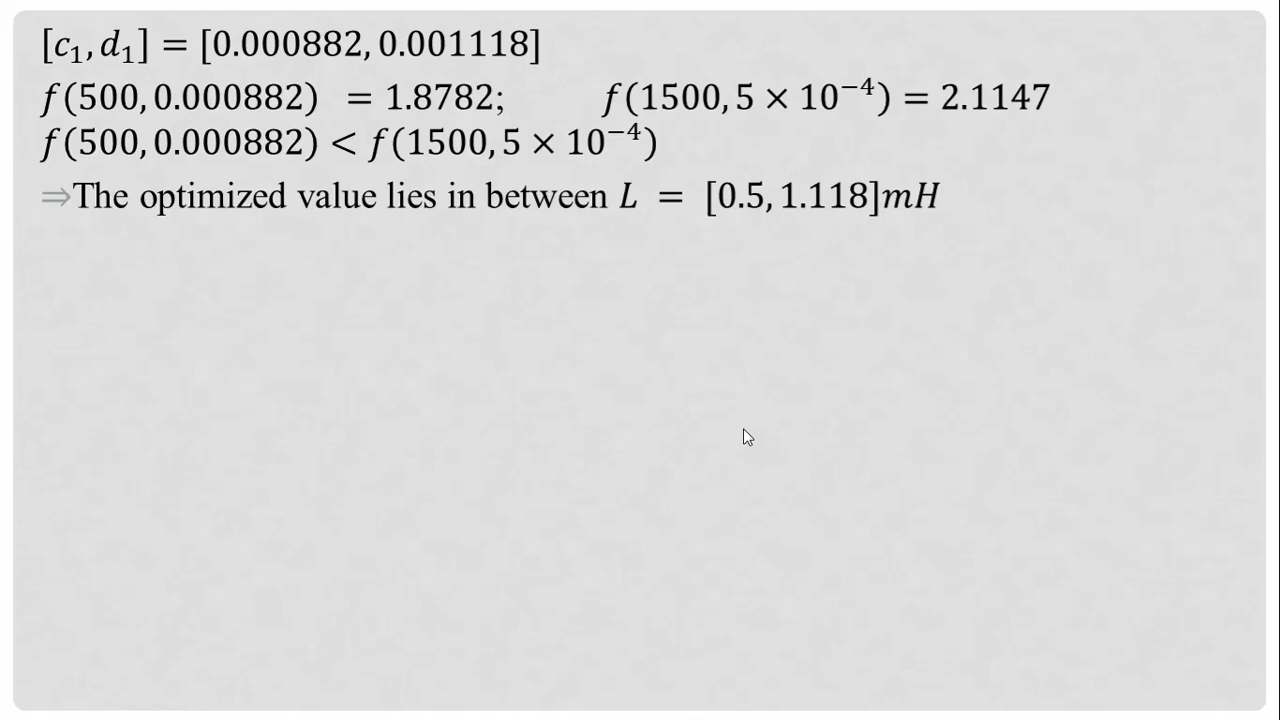 [c₁, d₁] = [0.000882, 0.001118]
f(500, 0.000882) = 1.8782; f(1500, 5 × 10⁻⁴) = 2.1147
f(500, 0.000882) < f(1500, 5 × 10⁻⁴)
⇒The optimized value lies in between L = [0.5, 1.118]mH